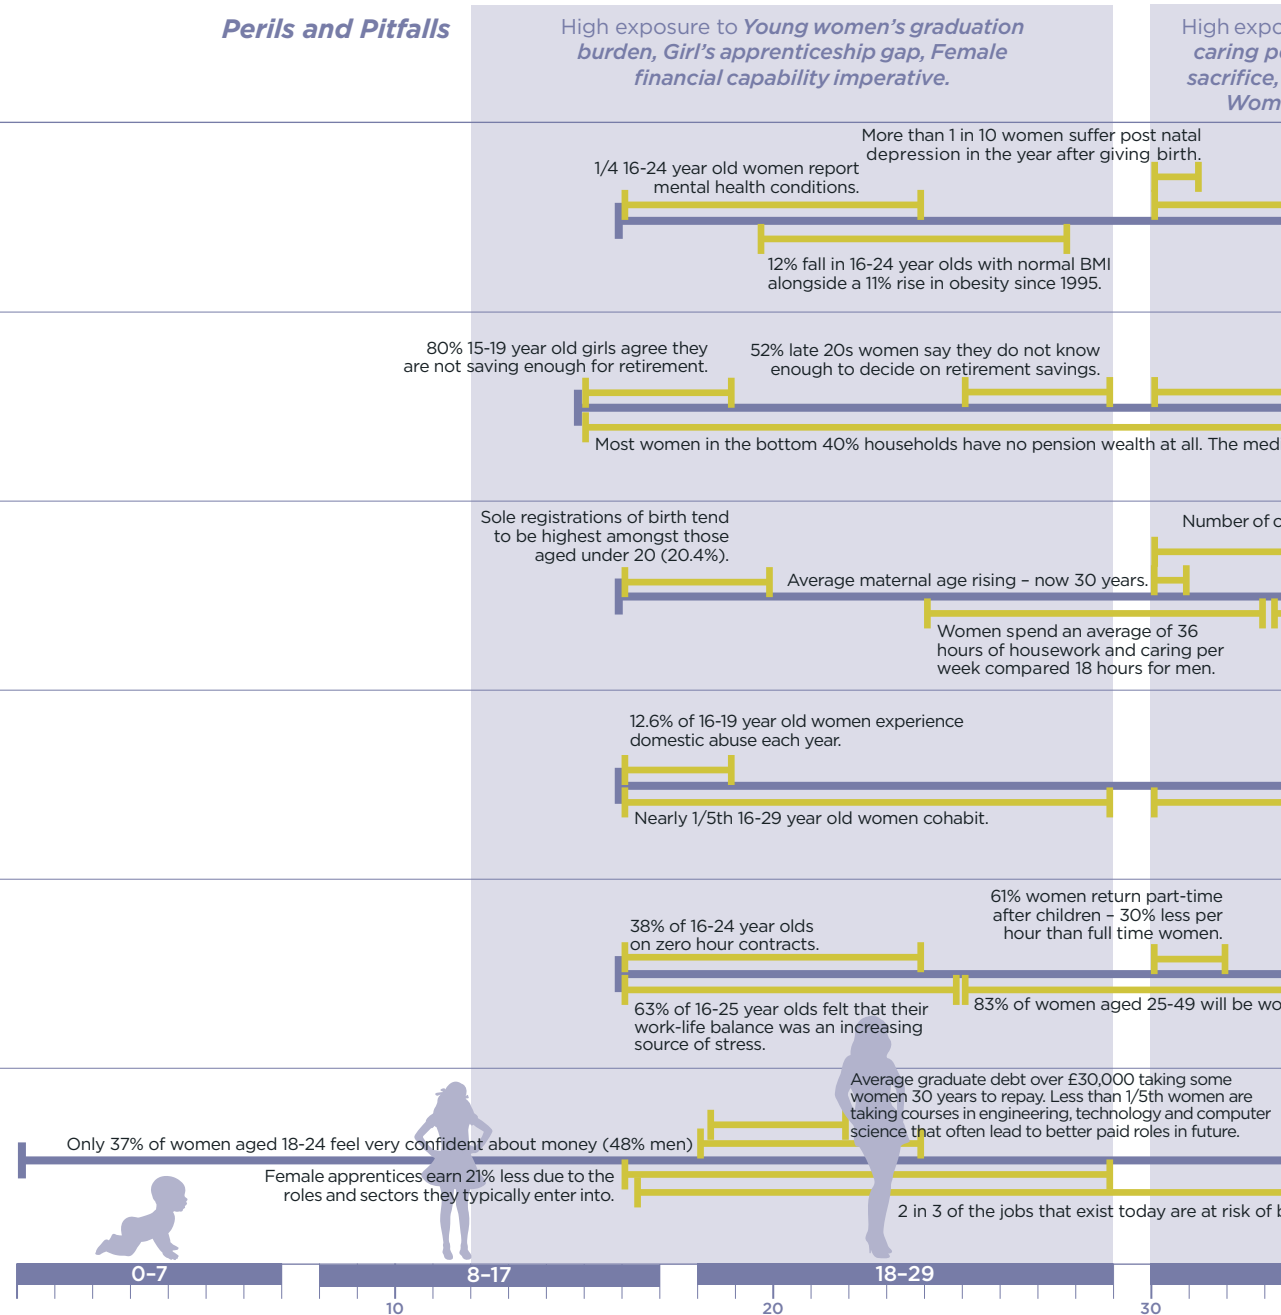 Perils and Pitfalls
High exposure to Young women's graduation
burden, Girl's apprenticeship gap, Female
financial capability imperative.
High expo
caring pe
sacrifice,
Wom
More than 1 in 10 women suffer post natal
depression in the year after giving birth.
1/4 16-24 year old women report
mental health conditions.
12% fall in 16-24 year olds with normal BMI
alongside a 11% rise in obesity since 1995.
80% 15-19 year old girls agree they
are not saving enough for retirement.
52% late 20s women say they do not know
enough to decide on retirement savings.
Most women in the bottom 40% households have no pension wealth at all. The med
Sole registrations of birth tend
to be highest amongst those
aged under 20 (20.4%).
Number of c
Average maternal age rising – now 30 years.
Women spend an average of 36
hours of housework and caring per
week compared 18 hours for men.
12.6% of 16-19 year old women experience
domestic abuse each year.
Nearly 1/5th 16-29 year old women cohabit.
61% women return part-time
after children – 30% less per
hour than full time women.
38% of 16-24 year olds
on zero hour contracts.
63% of 16-25 year olds felt that their
work-life balance was an increasing
source of stress.
83% of women aged 25-49 will be wo
Average graduate debt over £30,000 taking some
women 30 years to repay. Less than 1/5th women are
taking courses in engineering, technology and computer
science that often lead to better paid roles in future.
Only 37% of women aged 18-24 feel very confident about money (48% men)
Female apprentices earn 21% less due to the
roles and sectors they typically enter into.
2 in 3 of the jobs that exist today are at risk of b
0–7
8–17
18–29
10
20
30